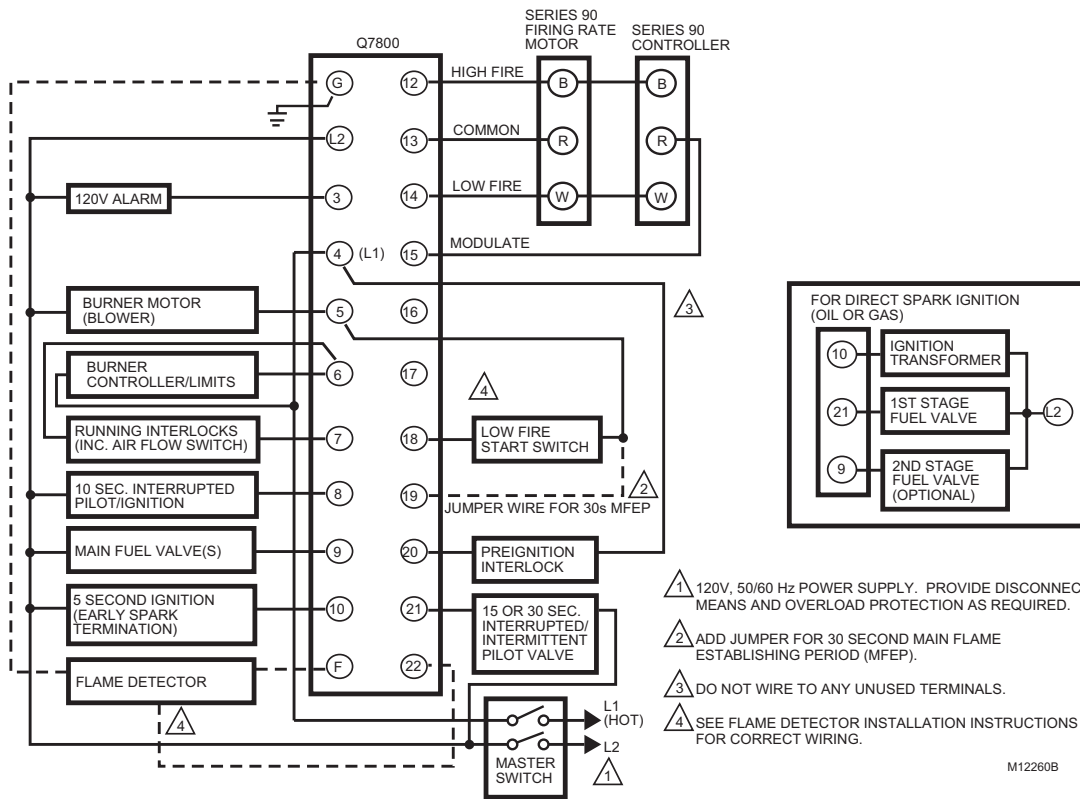 SERIES 90
FIRING RATE
MOTOR
SERIES 90
CONTROLLER
Q7800
G
12
HIGH FIRE
B
B
L2
13
COMMON
R
R
120V ALARM
3
14
LOW FIRE
W
W
4
(L1)
15
MODULATE
3
BURNER MOTOR
(BLOWER)
5
16
BURNER
CONTROLLER/LIMITS
6
17
4
RUNNING INTERLOCKS
(INC. AIR FLOW SWITCH)
7
18
LOW FIRE
START SWITCH
10 SEC. INTERRUPTED
PILOT/IGNITION
8
19
2
JUMPER WIRE FOR 30s MFEP
MAIN FUEL VALVE(S)
9
20
PREIGNITION
INTERLOCK
5 SECOND IGNITION
(EARLY SPARK
TERMINATION)
10
21
15 OR 30 SEC.
INTERRUPTED/
INTERMITTENT
PILOT VALVE
FLAME DETECTOR
F
22
4
L1
(HOT)
L2
MASTER
SWITCH
1
FOR DIRECT SPARK IGNITION
(OIL OR GAS)
10
IGNITION
TRANSFORMER
21
1ST STAGE
FUEL VALVE
L2
9
2ND STAGE
FUEL VALVE
(OPTIONAL)
1 120V, 50/60 Hz POWER SUPPLY. PROVIDE DISCONNEC
MEANS AND OVERLOAD PROTECTION AS REQUIRED.
2 ADD JUMPER FOR 30 SECOND MAIN FLAME
ESTABLISHING PERIOD (MFEP).
3 DO NOT WIRE TO ANY UNUSED TERMINALS.
4 SEE FLAME DETECTOR INSTALLATION INSTRUCTIONS
FOR CORRECT WIRING.
M12260B